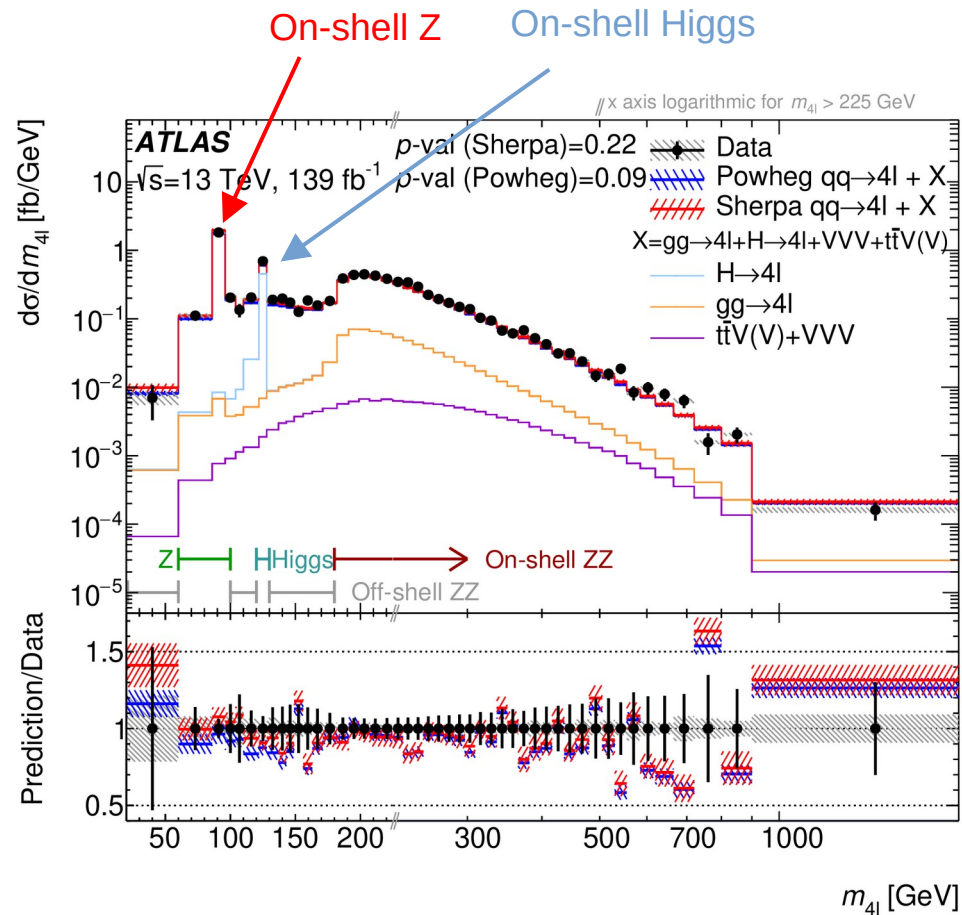 On-shell Z
On-shell Higgs
// x axis logarithmic for m4l > 225 GeV
dσ/dm4l [fb/GeV]
10
1
10⁻¹
10⁻²
10⁻³
10⁻⁴
10⁻⁵
ATLAS
√s=13 TeV, 139 fb⁻¹
p-val (Sherpa)=0.22
p-val (Powheg)=0.09
Data
Powheg qq→4l + X
Sherpa qq→4l + X
X=gg→4l+H→4l+VVV+tt̄V(V)
H→4l
gg→4l
tt̄V(V)+VVV
Z
Higgs
On-shell ZZ
Off-shell ZZ
Prediction/Data
1.5
1
0.5
50 100 150 200 300 400 500 700 1000
m4l [GeV]